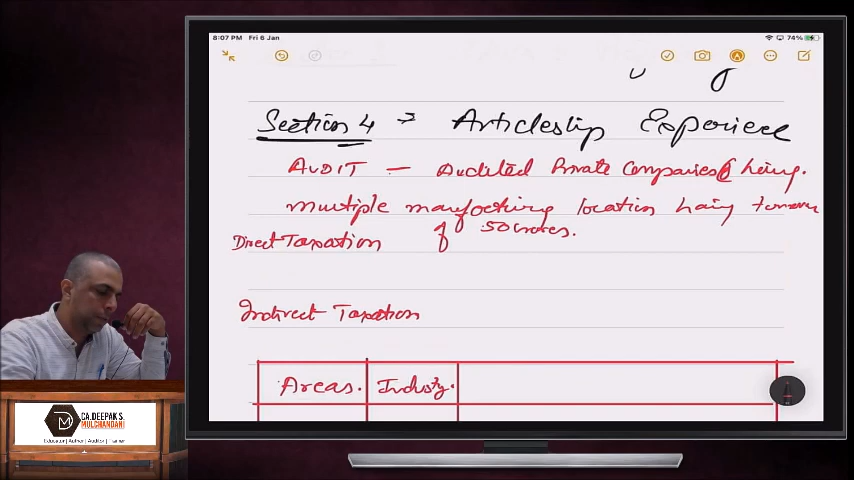 8:07 PM Fri 6 Jan
74%
Section 4 → Articleship Experience
AUDIT — Audited Private Companies having.
Multiple manufacturing location having turnover
of 50 crores.
Direct Taxation
Indirect Taxation
Areas. Industry.
CA.DEEPAK S.
MULCHANDANI
Educator | Author | Auditor | Trainer
DM